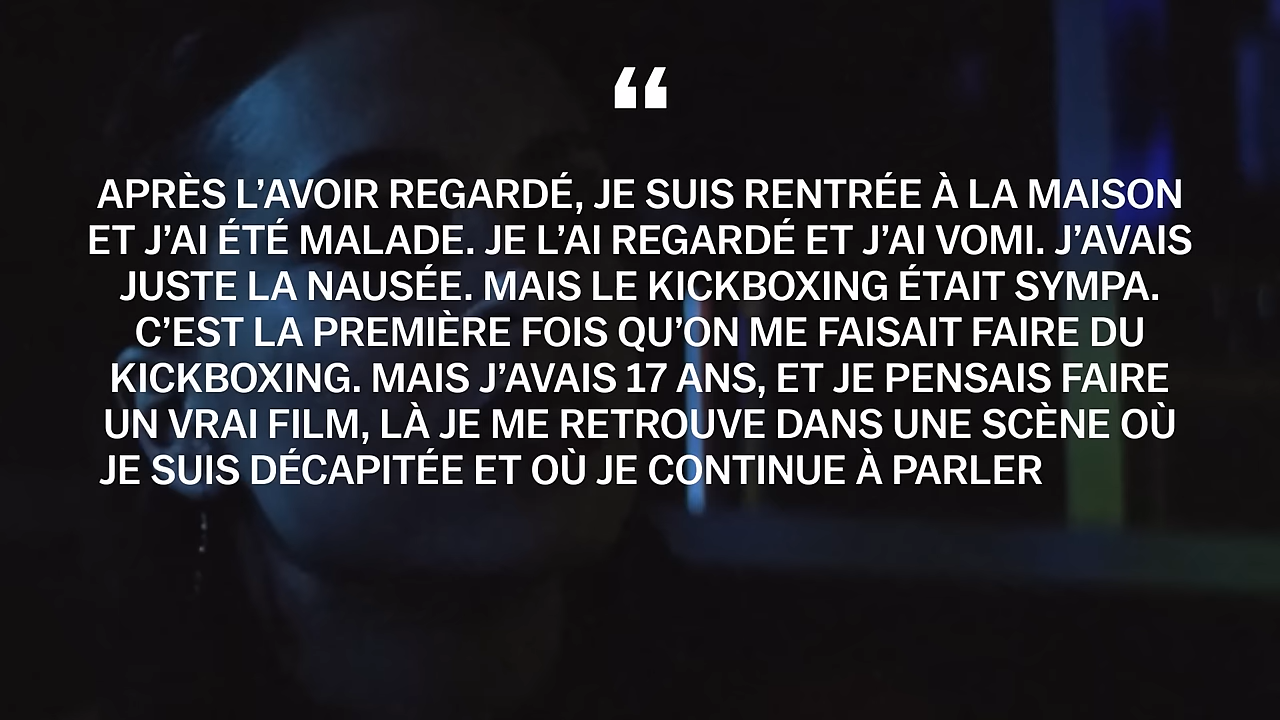 “
APRÈS L’AVOIR REGARDÉ, JE SUIS RENTRÉE À LA MAISON
ET J’AI ÉTÉ MALADE. JE L’AI REGARDÉ ET J’AI VOMI. J’AVAIS
JUSTE LA NAUSÉE. MAIS LE KICKBOXING ÉTAIT SYMPA.
C’EST LA PREMIÈRE FOIS QU’ON ME FAISAIT FAIRE DU
KICKBOXING. MAIS J’AVAIS 17 ANS, ET JE PENSAIS FAIRE
UN VRAI FILM, LÀ JE ME RETROUVE DANS UNE SCÈNE OÙ
JE SUIS DÉCAPITÉE ET OÙ JE CONTINUE À PARLER